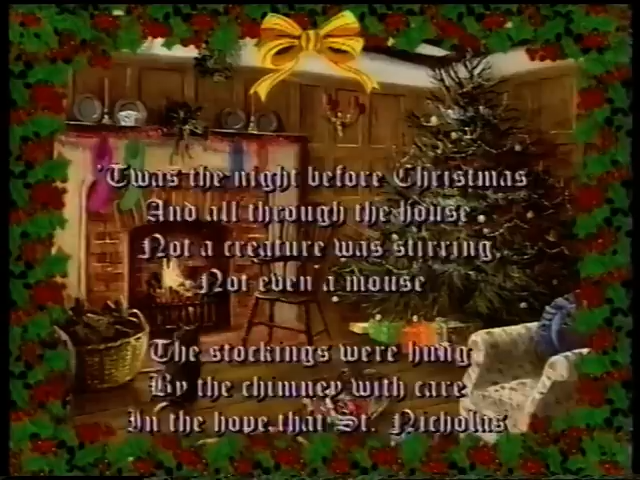 'Twas the night before Christmas
And all through the house
Not a creature was stirring
Not even a mouse
The stockings were hung
By the chimney with care
In the hope that St. Nicholas